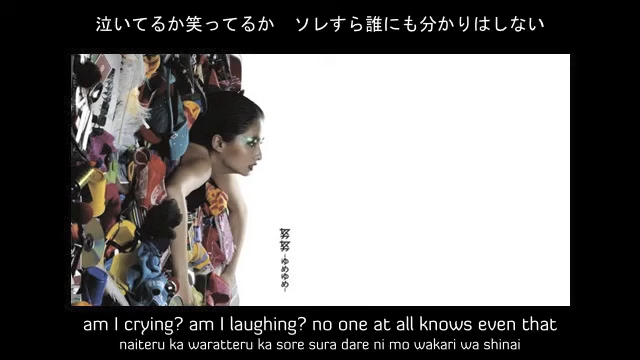 泣いてるか笑ってるか　ソレすら誰にも分かりはしない
努努
-ゆめゆめ-
am I crying? am I laughing? no one at all knows even that
naiteru ka waratteru ka sore sura dare ni mo wakari wa shinai